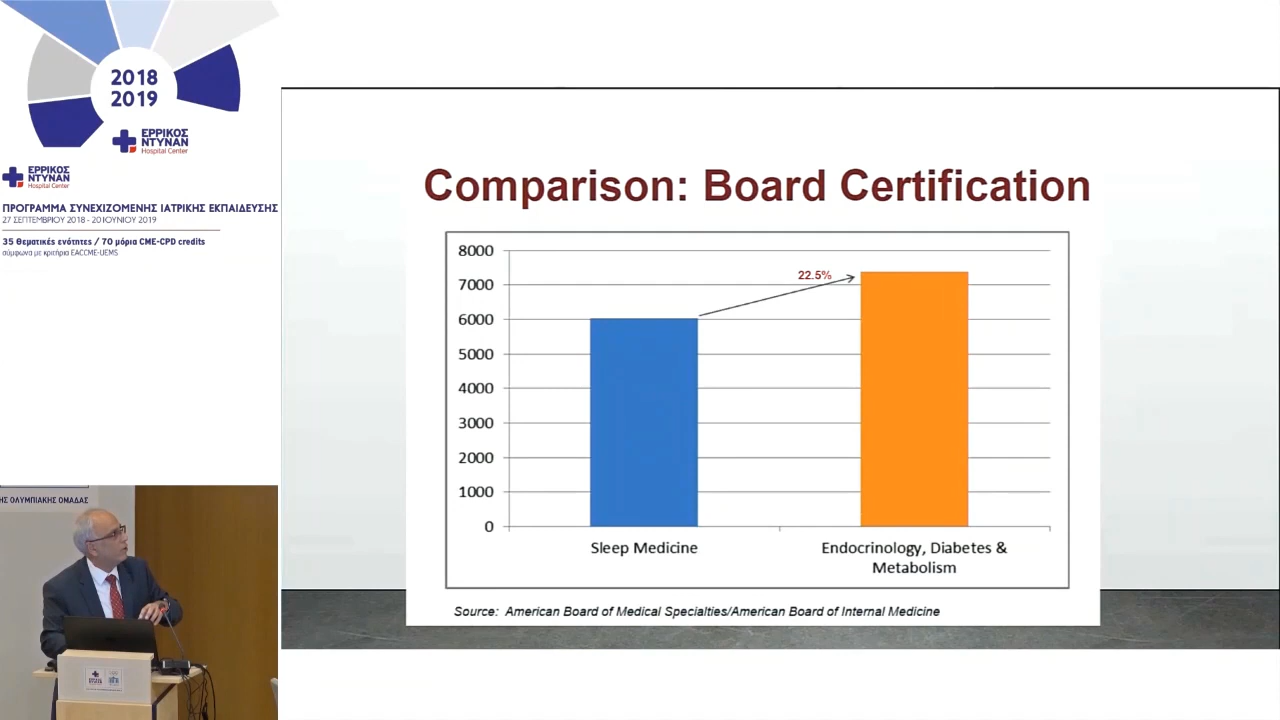 2018
2019
ΕΡΡΙΚΟΣ
ΝΤΥΝΑΝ
Hospital Center
ΕΡΡΙΚΟΣ
ΝΤΥΝΑΝ
Hospital Center
ΠΡΟΓΡΑΜΜΑ ΣΥΝΕΧΙΖΟΜΕΝΗΣ ΙΑΤΡΙΚΗΣ ΕΚΠΑΙΔΕΥΣΗΣ
27 ΣΕΠΤΕΜΒΡΙΟΥ 2018 - 20 ΙΟΥΝΙΟΥ 2019
35 Θεματικές ενότητες / 70 μόρια CME-CPD credits
σύμφωνα με κριτήρια EACCME-UEMS
Comparison: Board Certification
8000
7000
6000
5000
4000
3000
2000
1000
0
22.5%
Sleep Medicine
Endocrinology, Diabetes &
Metabolism
Source: American Board of Medical Specialties/American Board of Internal Medicine
ΗΣ ΟΛΥΜΠΙΑΚΗΣ ΟΜΑΔΑΣ